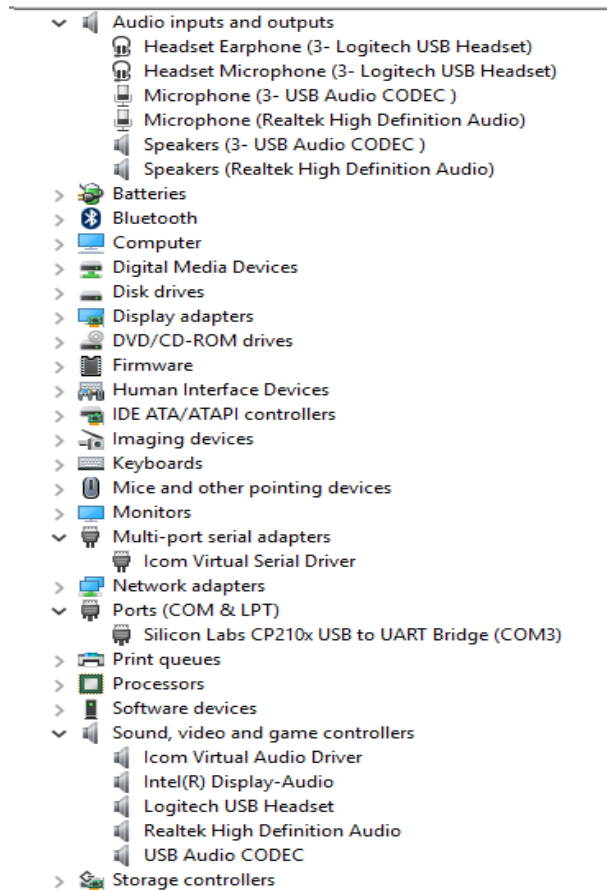 Audio inputs and outputs
Headset Earphone (3- Logitech USB Headset)
Headset Microphone (3- Logitech USB Headset)
Microphone (3- USB Audio CODEC )
Microphone (Realtek High Definition Audio)
Speakers (3- USB Audio CODEC )
Speakers (Realtek High Definition Audio)
Batteries
Bluetooth
Computer
Digital Media Devices
Disk drives
Display adapters
DVD/CD-ROM drives
Firmware
Human Interface Devices
IDE ATA/ATAPI controllers
Imaging devices
Keyboards
Mice and other pointing devices
Monitors
Multi-port serial adapters
Icom Virtual Serial Driver
Network adapters
Ports (COM & LPT)
Silicon Labs CP210x USB to UART Bridge (COM3)
Print queues
Processors
Software devices
Sound, video and game controllers
Icom Virtual Audio Driver
Intel(R) Display-Audio
Logitech USB Headset
Realtek High Definition Audio
USB Audio CODEC
Storage controllers